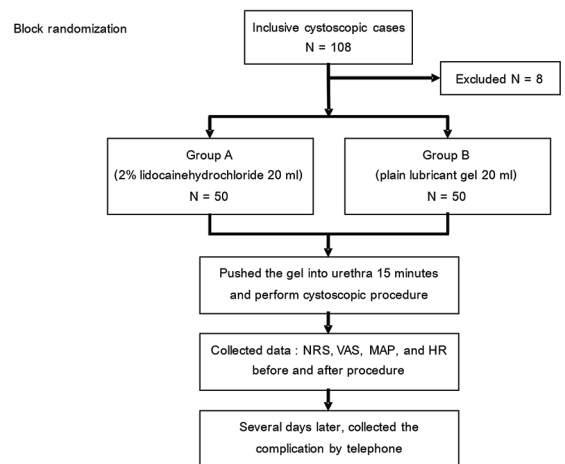 Block randomization
Inclusive cystoscopic cases
N = 108
Excluded N = 8
Group A
(2% lidocainehydrochloride 20 ml)
N = 50
Group B
(plain lubricant gel 20 ml)
N = 50
Pushed the gel into urethra 15 minutes
and perform cystoscopic procedure
Collected data : NRS, VAS, MAP, and HR
before and after procedure
Several days later, collected the
complication by telephone